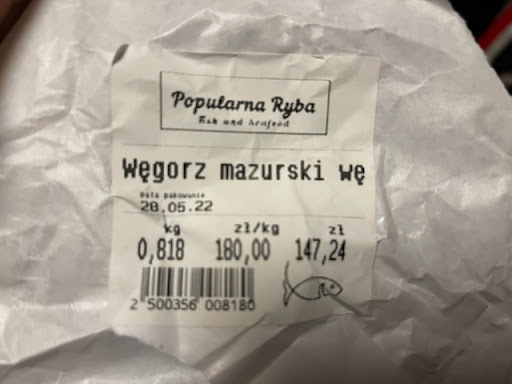 Popularna Ryba
Fish and Seafood
Węgorz mazurski wę
Data pakowania
28.05.22
kg zł/kg zł
0,818 180,00 147,24
2 500356 008180